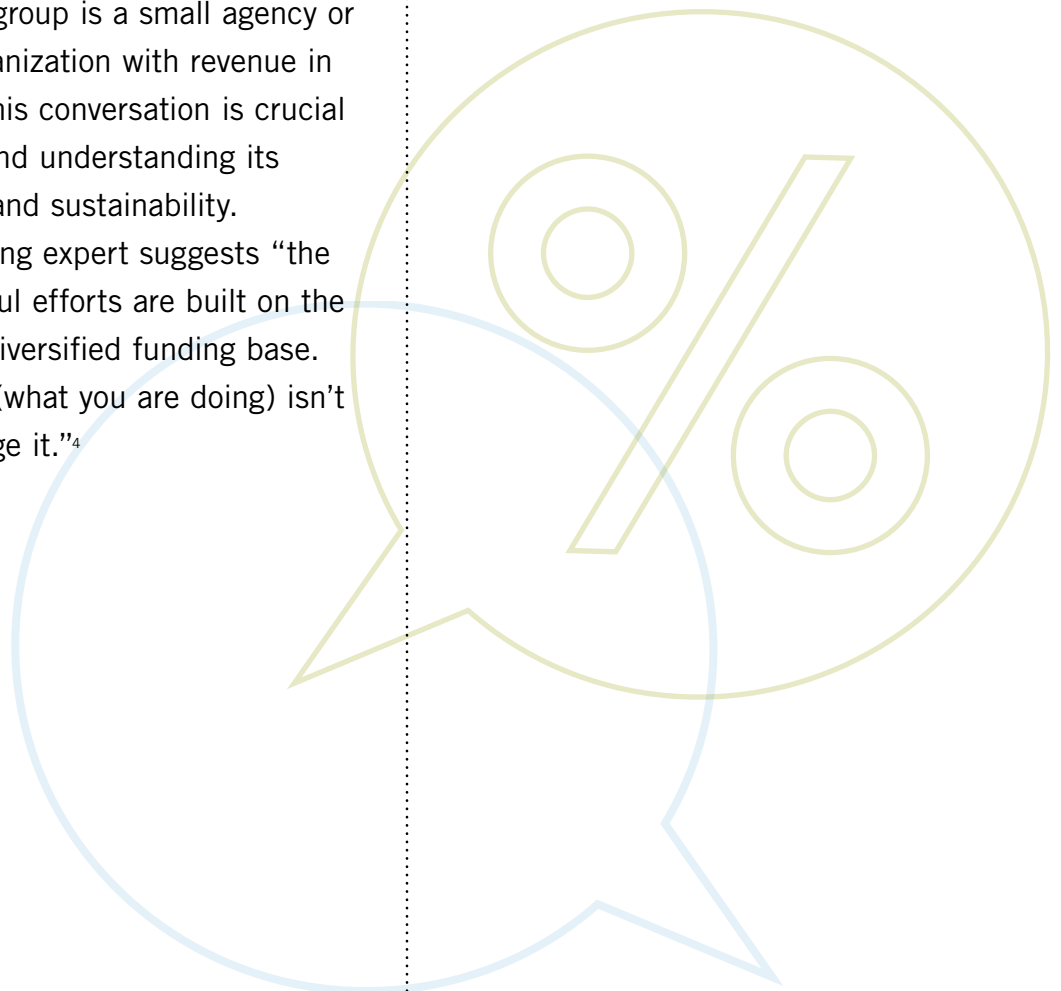 group is a small agency or
anization with revenue in
his conversation is crucial
nd understanding its
and sustainability.
ing expert suggests “the
ul efforts are built on the
iversified funding base.
(what you are doing) isn’t
ge it.”4
%